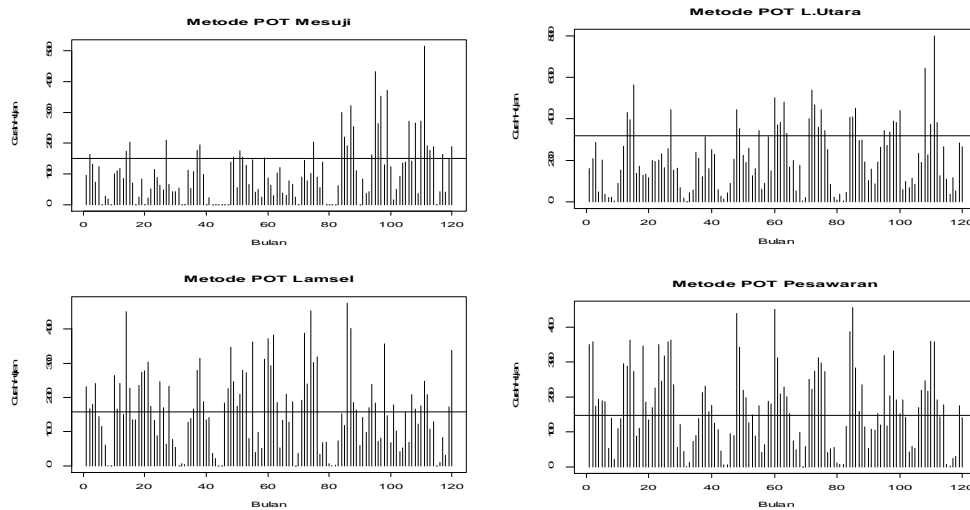 Metode POT Mesuji
Curah Hujan
0 100 200 300 400 500
0 20 40 60 80 100 120
Bulan
Metode POT L.Utara
Curah Hujan
0 200 400 600 800
0 20 40 60 80 100 120
Bulan
Metode POT Lamsel
Curah Hujan
0 100 200 300 400
0 20 40 60 80 100 120
Bulan
Metode POT Pesawaran
Curah Hujan
0 100 200 300 400
0 20 40 60 80 100 120
Bulan